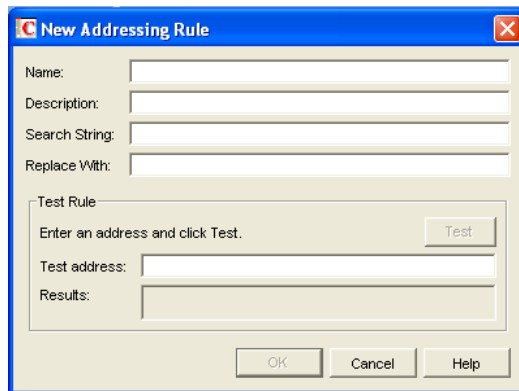 C New Addressing Rule
Name:
Description:
Search String:
Replace With:
Test Rule
Enter an address and click Test.
Test
Test address:
Results:
OK
Cancel
Help